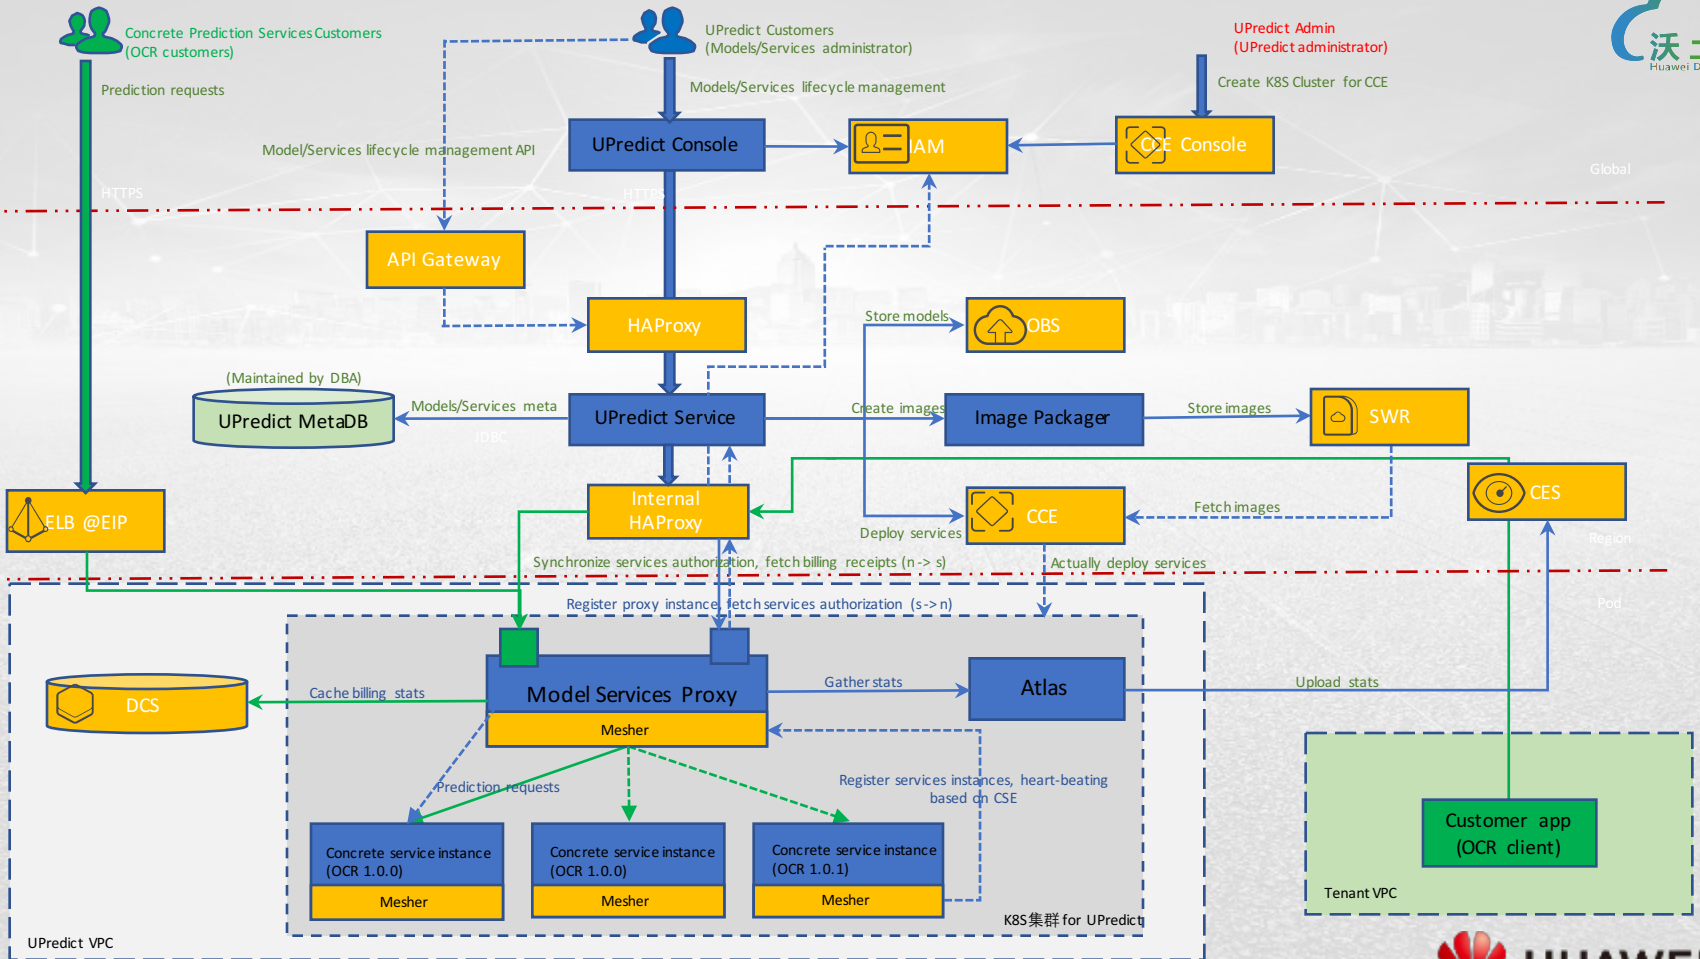 Concrete Prediction Services Customers
(OCR customers)
UPredict Customers
(Models/Services administrator)
UPredict Admin
(UPredict administrator)
沃土
Huawei D
Prediction requests
Models/Services lifecycle management
Create K8S Cluster for CCE
UPredict Console
IAM
CCE Console
Model/Services lifecycle management API
Global
HTTPS
HTTPS
API Gateway
HAProxy
Store models
OBS
(Maintained by DBA)
UPredict MetaDB
Models/Services meta
JDBC
UPredict Service
Create images
Image Packager
Store images
SWR
ELB @EIP
Internal
HAProxy
CCE
Fetch images
CES
Deploy services
Region
Synchronize services authorization, fetch billing receipts (n -> s)
Actually deploy services
Register proxy instance, fetch services authorization (s -> n)
Pod
DCS
Cache billing stats
Model Services Proxy
Gather stats
Atlas
Upload stats
Mesher
Prediction requests
Register services instances, heart-beating
based on CSE
Concrete service instance
(OCR 1.0.0)
Mesher
Concrete service instance
(OCR 1.0.0)
Mesher
Concrete service instance
(OCR 1.0.1)
Mesher
Customer app
(OCR client)
Tenant VPC
K8S集群 for UPredict
UPredict VPC
HUAWEI